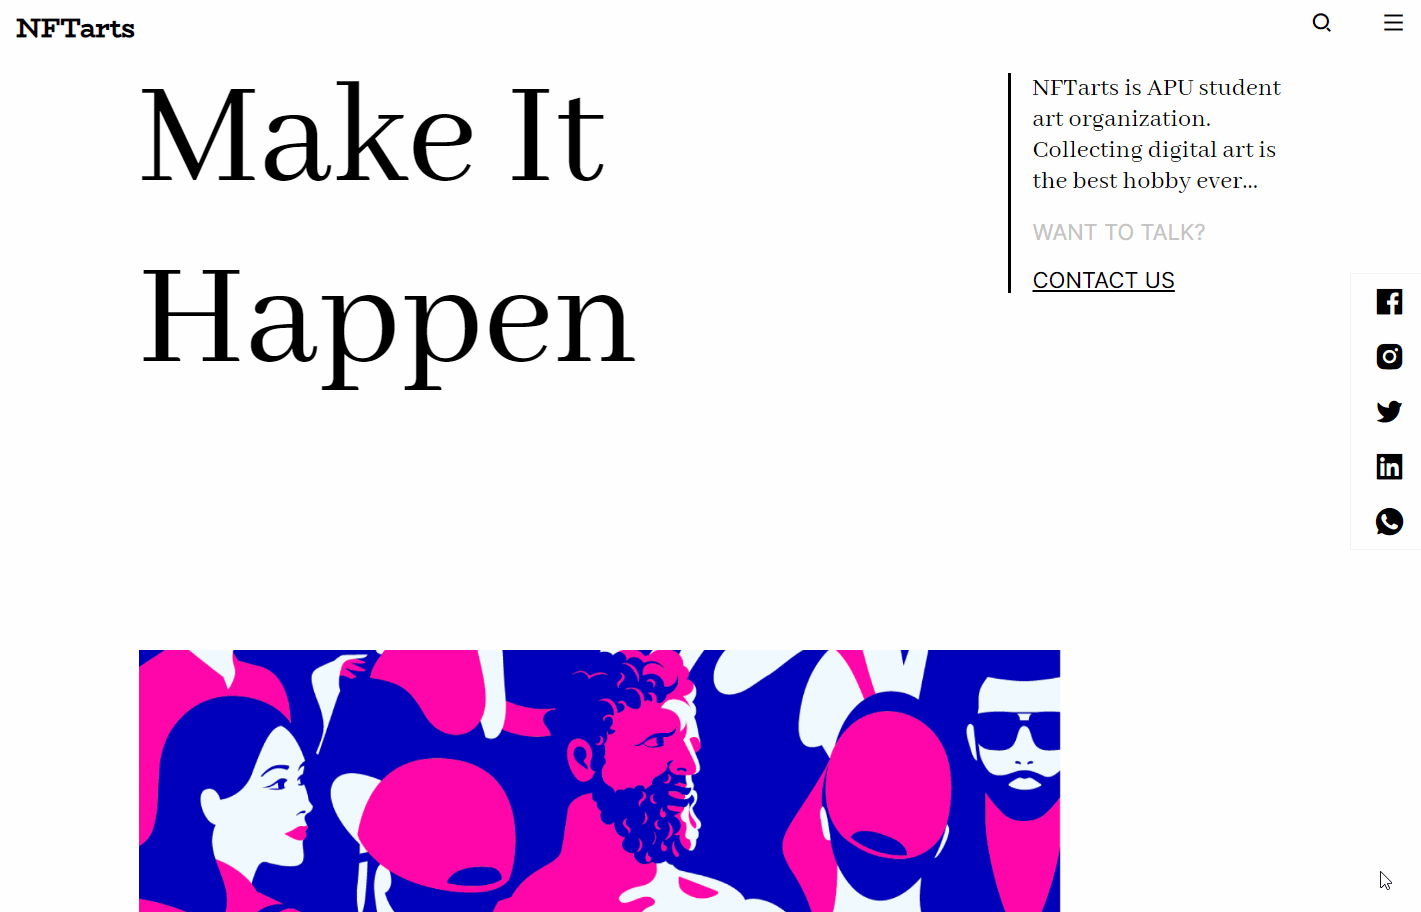 NFTarts
Make It
Happen
NFTarts is APU student
art organization.
Collecting digital art is
the best hobby ever...
WANT TO TALK?
CONTACT US